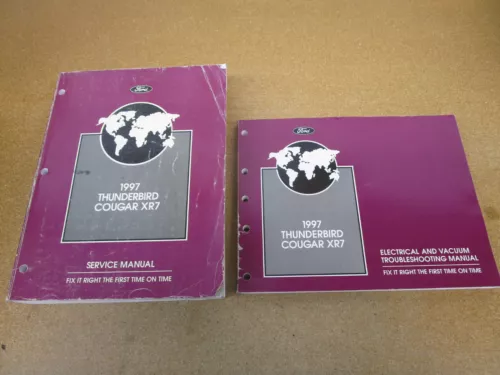 Ford
1997
THUNDERBIRD
COUGAR XR7
SERVICE MANUAL
FIX IT RIGHT THE FIRST TIME ON TIME
Ford
1997
THUNDERBIRD
COUGAR XR7
ELECTRICAL AND VACUUM
TROUBLESHOOTING MANUAL
FIX IT RIGHT THE FIRST TIME ON TIME